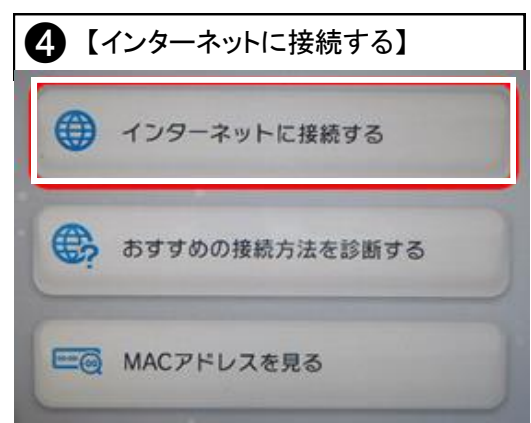 ❹ 【インターネットに接続する】
インターネットに接続する
おすすめの接続方法を診断する
MACアドレスを見る